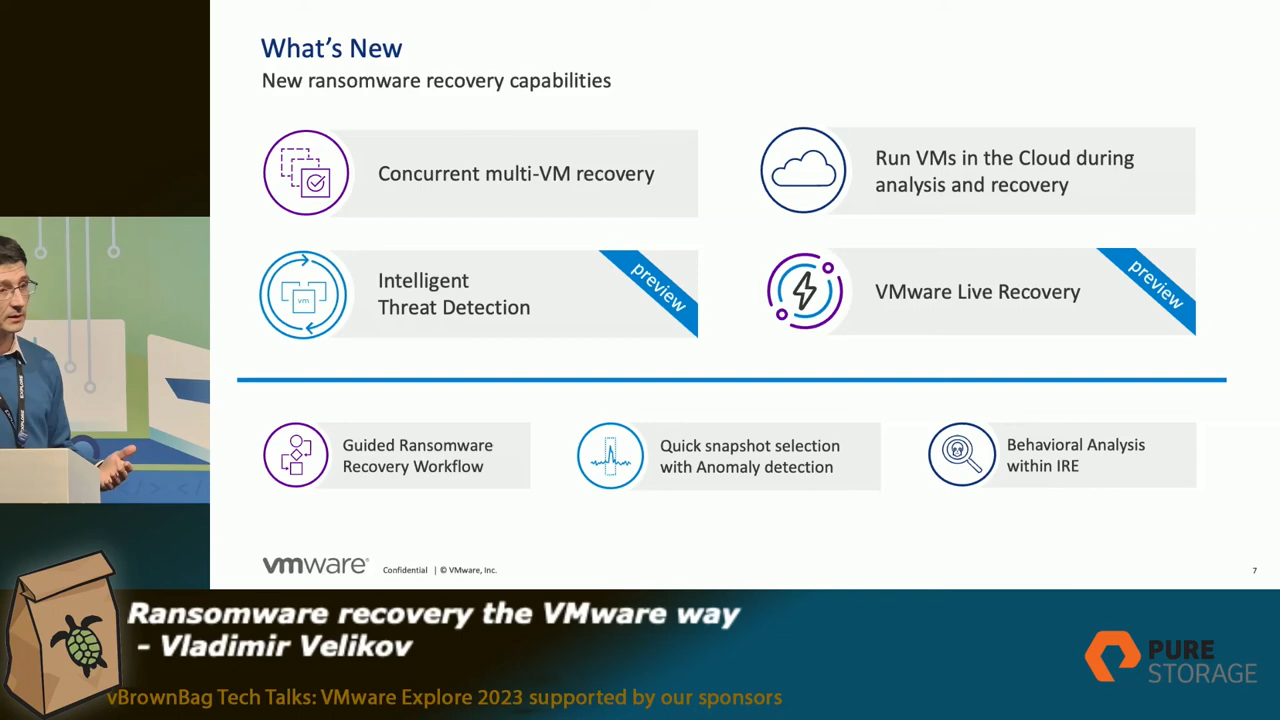 What's New
New ransomware recovery capabilities
Concurrent multi-VM recovery
Run VMs in the Cloud during
analysis and recovery
Intelligent
Threat Detection
preview
vm
VMware Live Recovery
preview
Guided Ransomware
Recovery Workflow
Quick snapshot selection
with Anomaly detection
Behavioral Analysis
within IRE
vmware®
Confidential | © VMware, Inc.
7
EXPLORE
Ransomware recovery the VMware way
- Vladimir Velikov
PURE
STORAGE
vBrownBag Tech Talks: VMware Explore 2023 supported by our sponsors